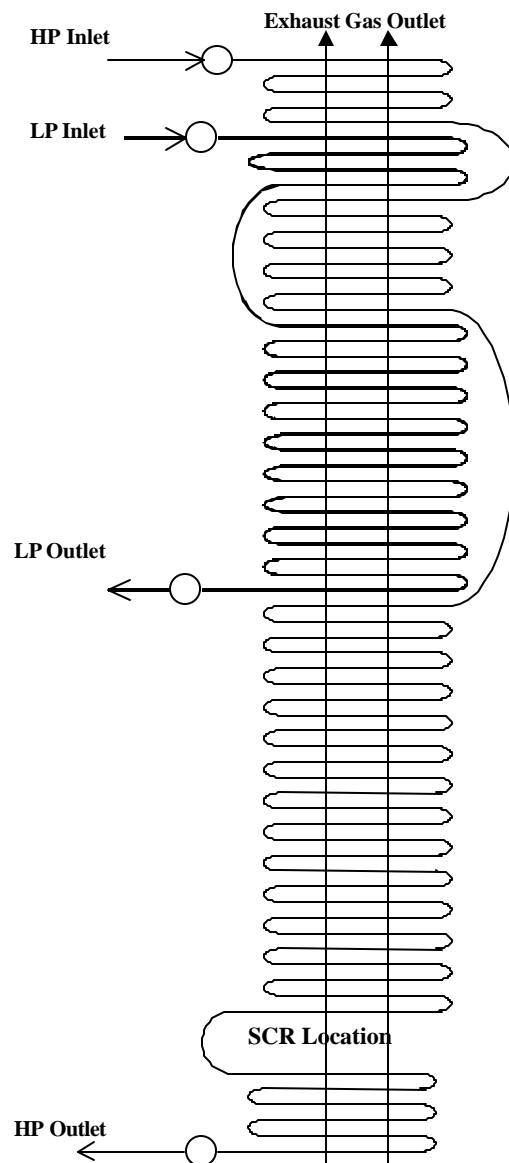 Exhaust Gas Outlet
HP Inlet
LP Inlet
LP Outlet
SCR Location
HP Outlet